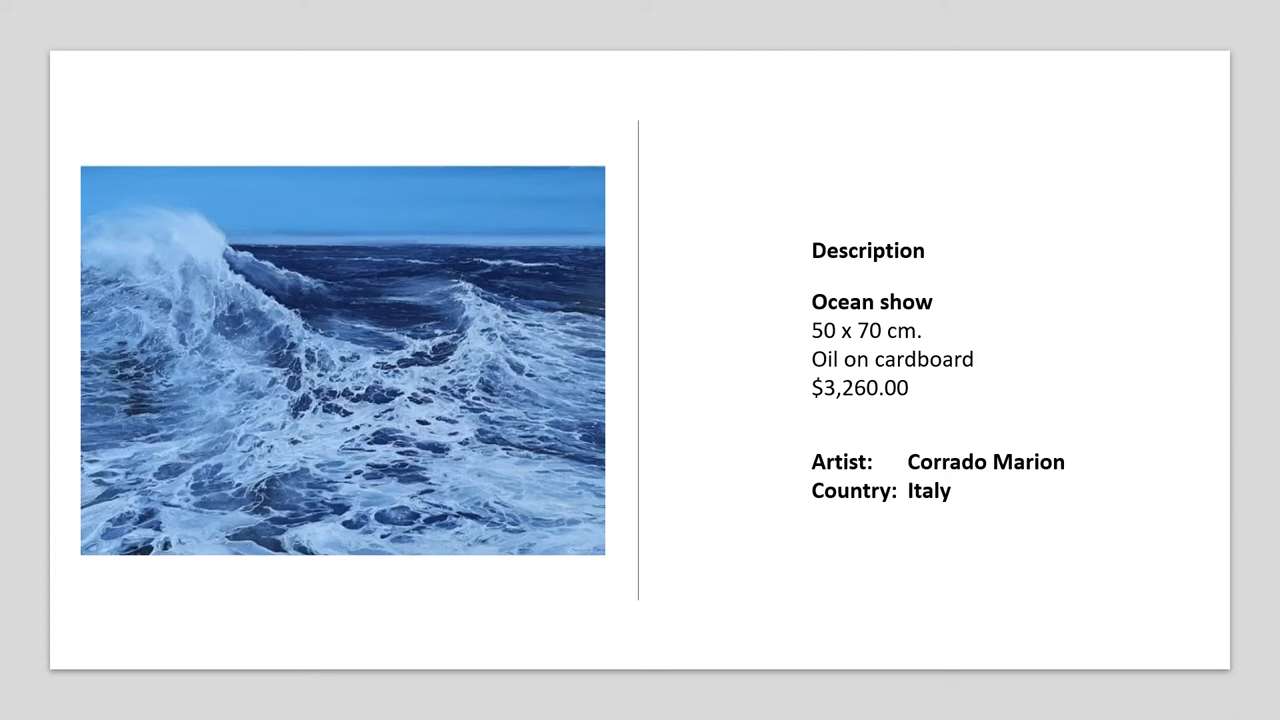 Description
Ocean show
50 x 70 cm.
Oil on cardboard
$3,260.00
Artist: Corrado Marion
Country: Italy